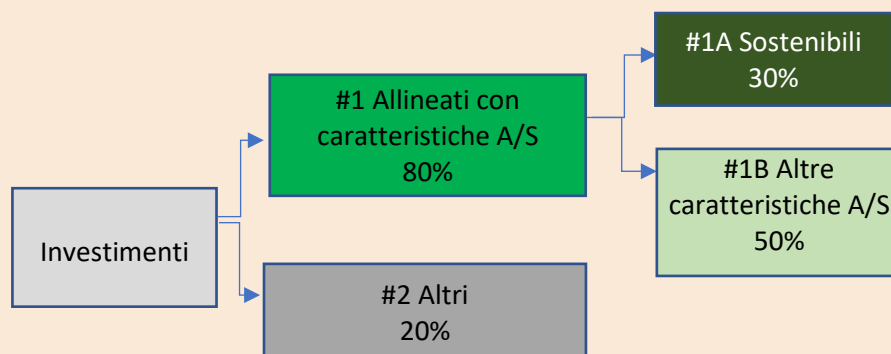 #1A Sostenibili
30%
#1 Allineati con
caratteristiche A/S
80%
#1B Altre
caratteristiche A/S
50%
Investimenti
#2 Altri
20%